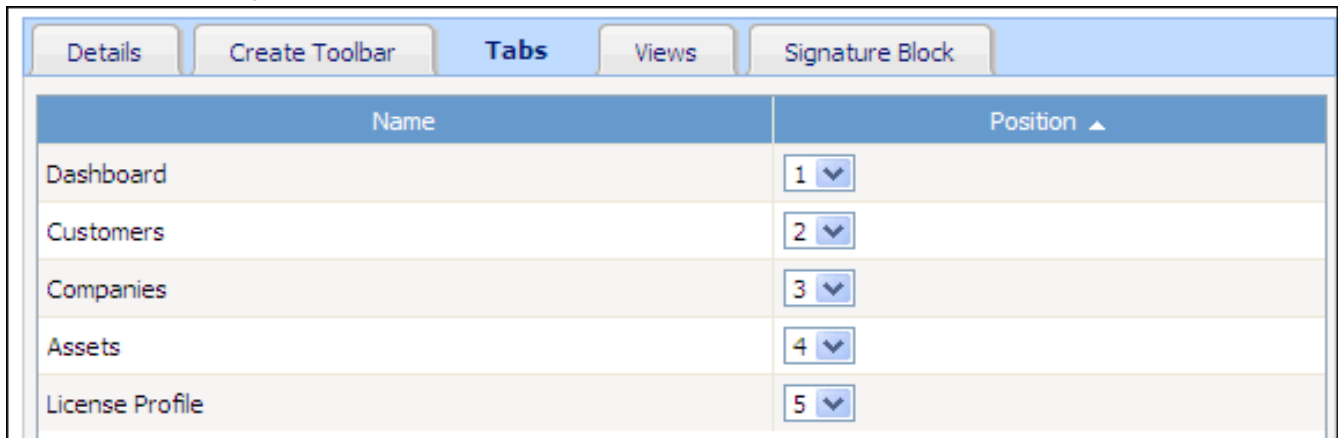 Details Create Toolbar Tabs Views Signature Block
Name Position
Dashboard 1
Customers 2
Companies 3
Assets 4
License Profile 5